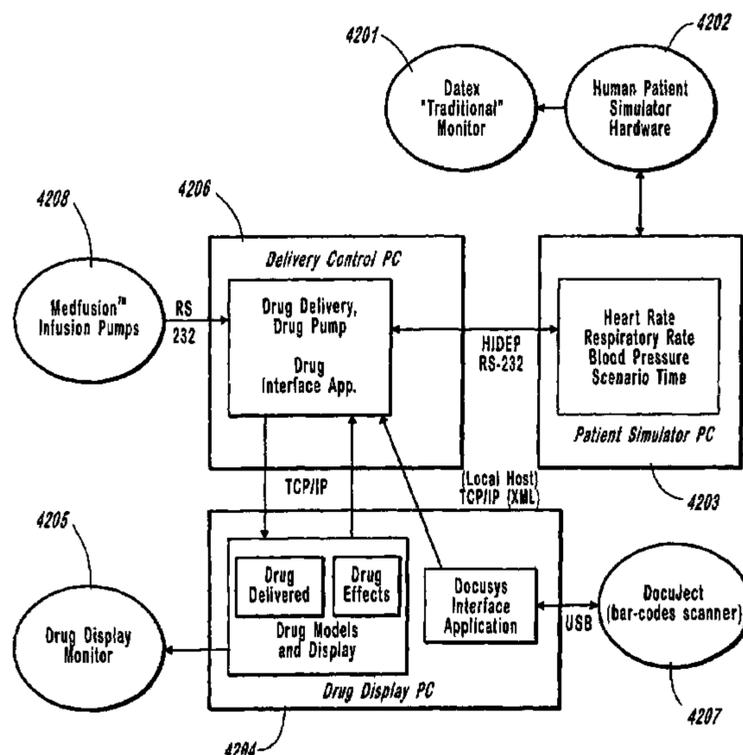 4201
4202
Datex
"Traditional"
Monitor
Human Patient
Simulator
Hardware
4206
4208
Delivery Control PC
Medfusion™
Infusion Pumps
RS
232
Drug Delivery,
Drug Pump
Drug
Interface App.
HIDEP
RS-232
Heart Rate
Respiratory Rate
Blood Pressure
Scenario Time
Patient Simulator PC
4203
TCP/IP
(Local Host)
TCP/IP (XML)
4205
Drug Display
Monitor
Drug
Delivered
Drug
Effects
Drug Models
and Display
Docusys
Interface
Application
USB
DocuJect
(bar-codes scanner)
Drug Display PC
4204
4207